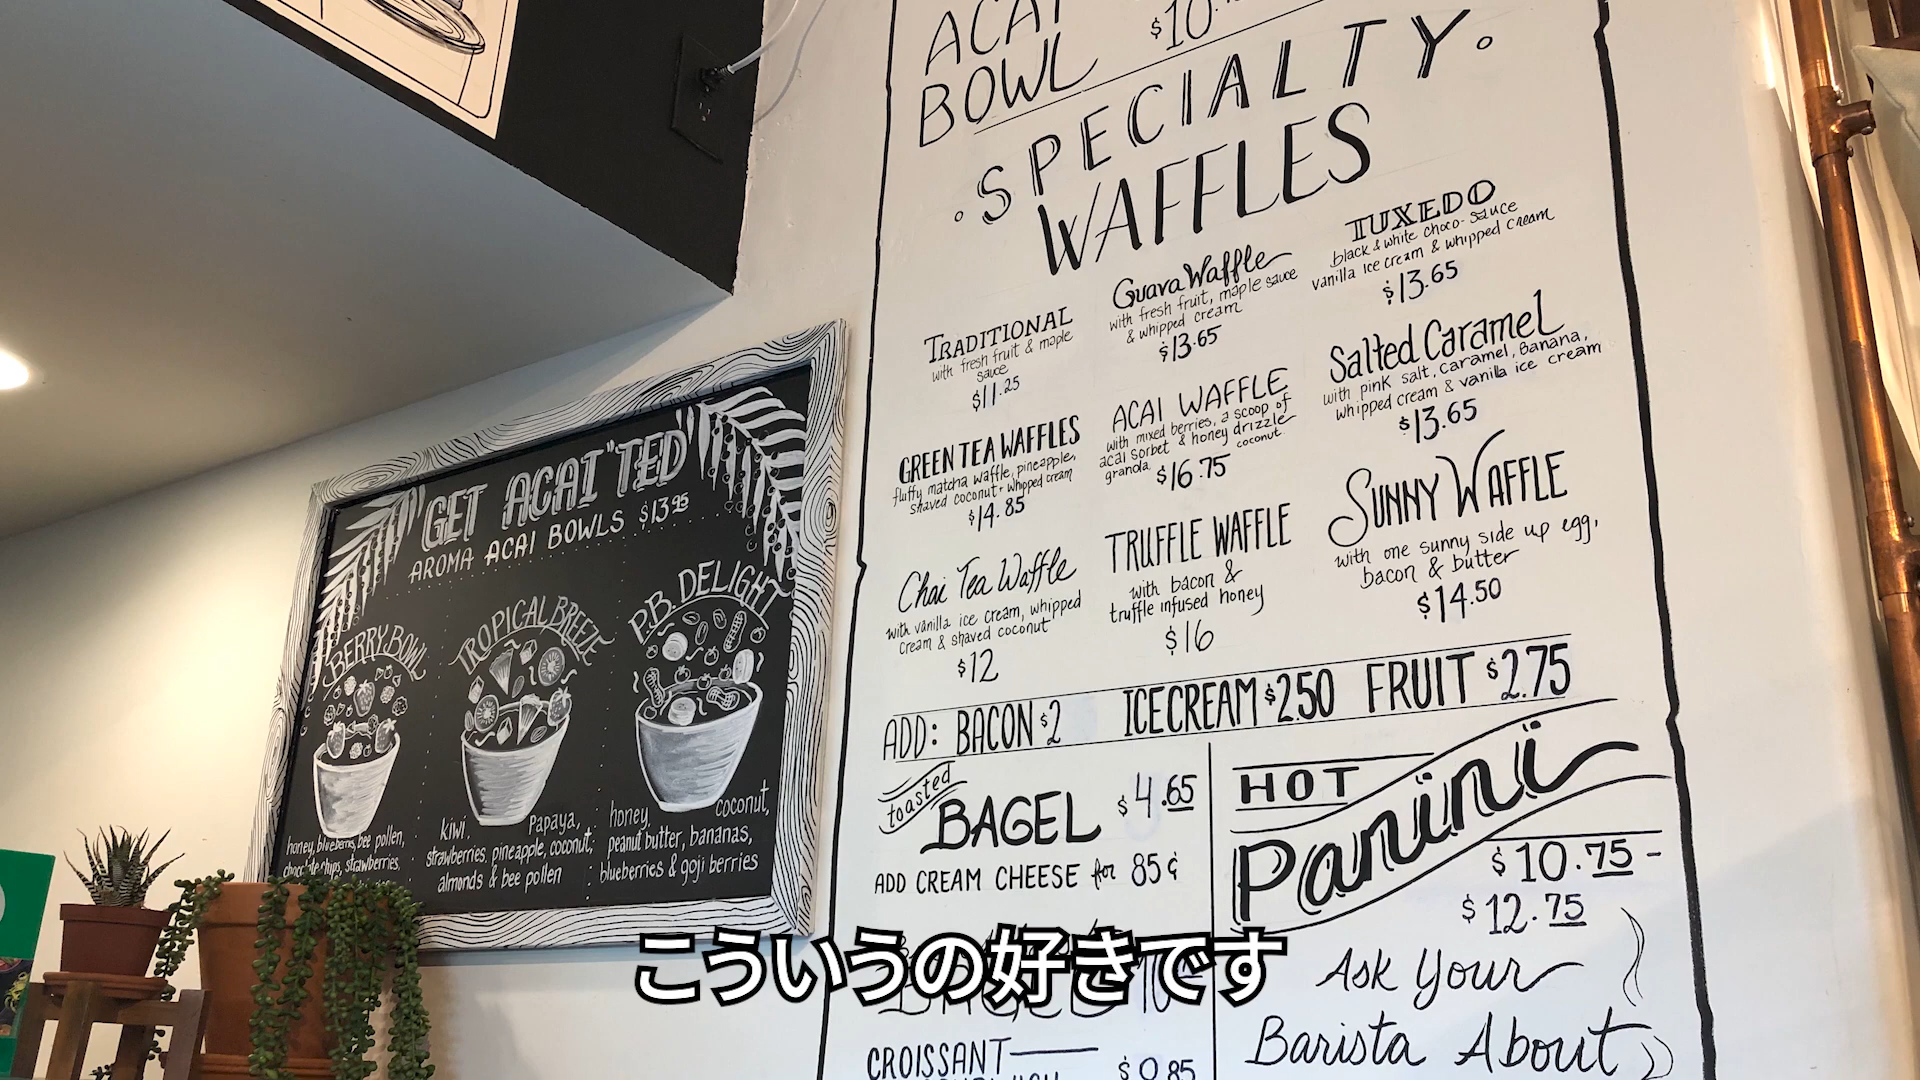 GET ACAI "TED"
AROMA ACAI BOWLS $13.95
BERRY BOWL
honey, blueberries, bee pollen,
strawberries,
TROPICAL BREEZE
kiwi, Papaya,
strawberries, pineapple, coconut,
almonds & bee pollen
P.B. DELIGHT
honey, coconut,
peanut butter, bananas,
blueberries & goji berries
ACAI
BOWL
$10
SPECIALTY
WAFFLES
TRADITIONAL
with fresh fruit & maple
sauce
$11.25
Guava Waffle
with fresh fruit, maple sauce
& whipped cream
$13.65
TUXEDO
black & white choco-sauce
vanilla ice cream & whipped cream
$13.65
GREEN TEA WAFFLES
fluffy matcha waffle, pineapple,
shaved coconut + whipped cream
$14.85
ACAI WAFFLE
with mixed berries, a scoop of
acai sorbet & honey drizzle
granola, coconut
$16.75
Salted Caramel
with pink salt, caramel, Banana,
whipped cream & vanilla ice cream
$13.65
Chai Tea Waffle
with vanilla ice cream, whipped
cream & shaved coconut
$12
TRUFFLE WAFFLE
with bacon &
truffle infused honey
$16
SUNNY WAFFLE
with one sunny side up egg,
bacon & butter
$14.50
ADD: BACON $2 ICECREAM $2.50 FRUIT $2.75
toasted
BAGEL $4.65
ADD CREAM CHEESE for 85¢
CROISSANT
HOT
Panini
$10.75 -
$12.75
Ask Your
Barista About
こういうの好きです